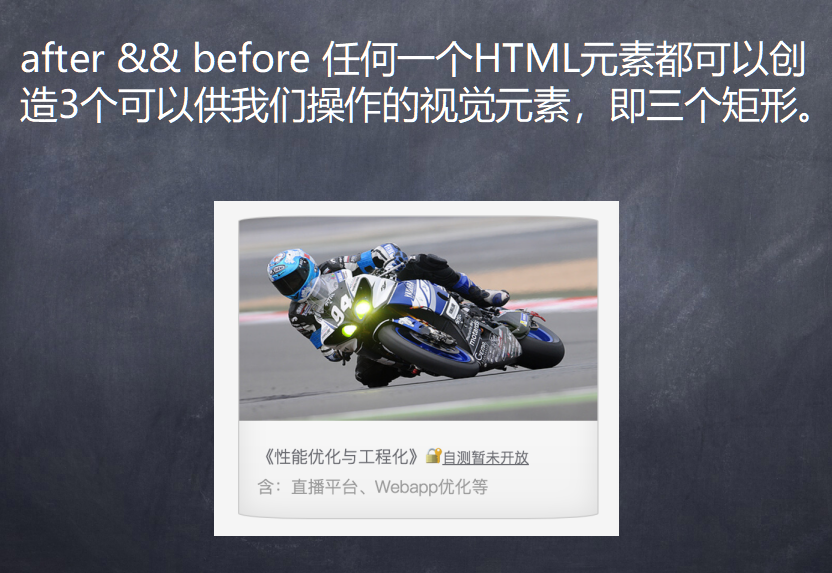 after && before 任何一个HTML元素都可以创
造3个可以供我们操作的视觉元素，即三个矩形。
94
《性能优化与工程化》自测暂未开放
含：直播平台、Webapp优化等